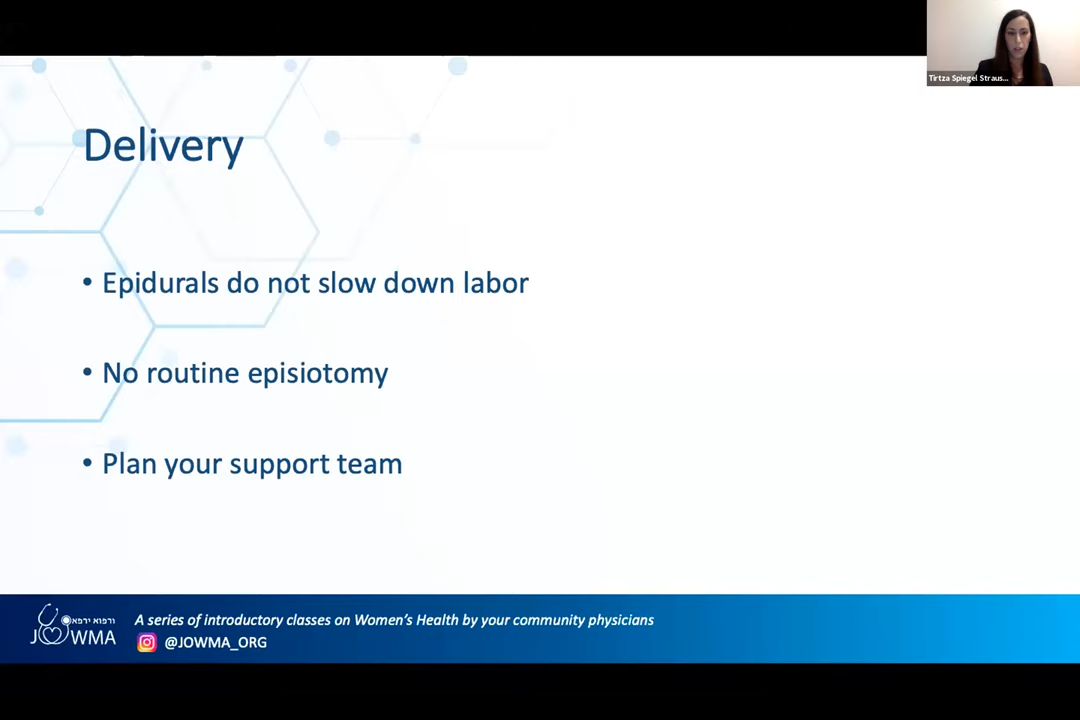 Tirtza Spiegel Straus...
Delivery
• Epidurals do not slow down labor
• No routine episiotomy
• Plan your support team
ורפוא ירפא
JOWMA
A series of introductory classes on Women's Health by your community physicians
@JOWMA_ORG